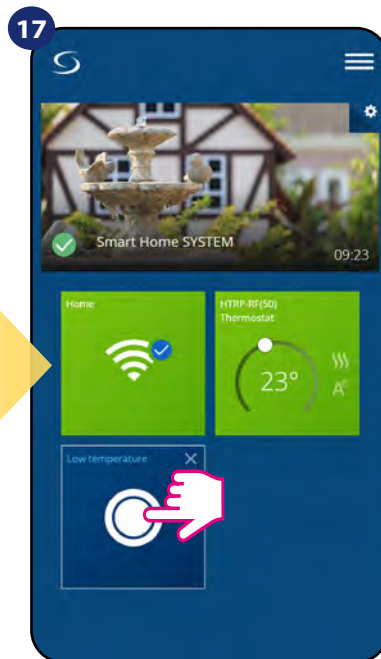 17
Smart Home SYSTEM
09:23
Home
HTRP-RF(50)
Thermostat
23°
Low temperature